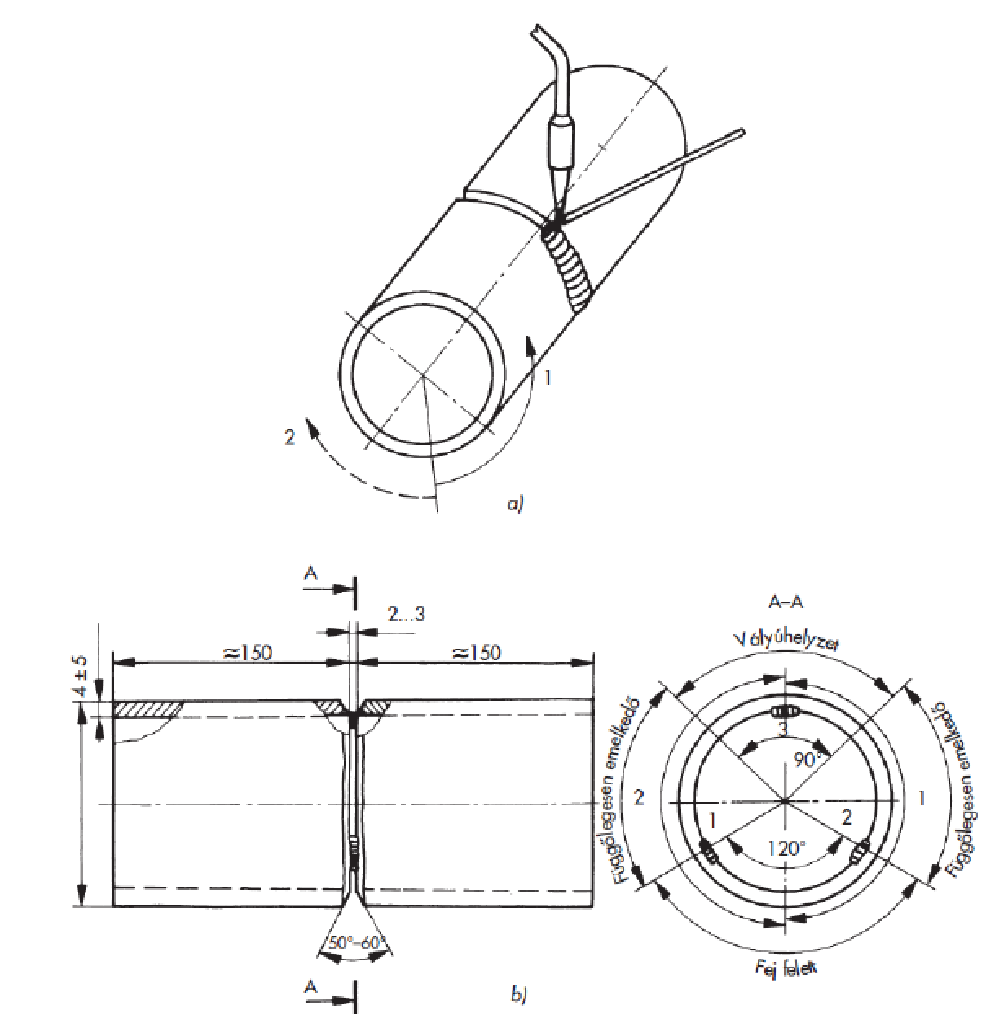 1
2
a)
A
2...3
≈150
≈150
4 ± 5
50°–60°
A
b)
A–A
Vályúhelyzet
Függőlegesen emelkedő
Függőlegesen emelkedő
3
90°
2
1
1
2
120°
Fej felett